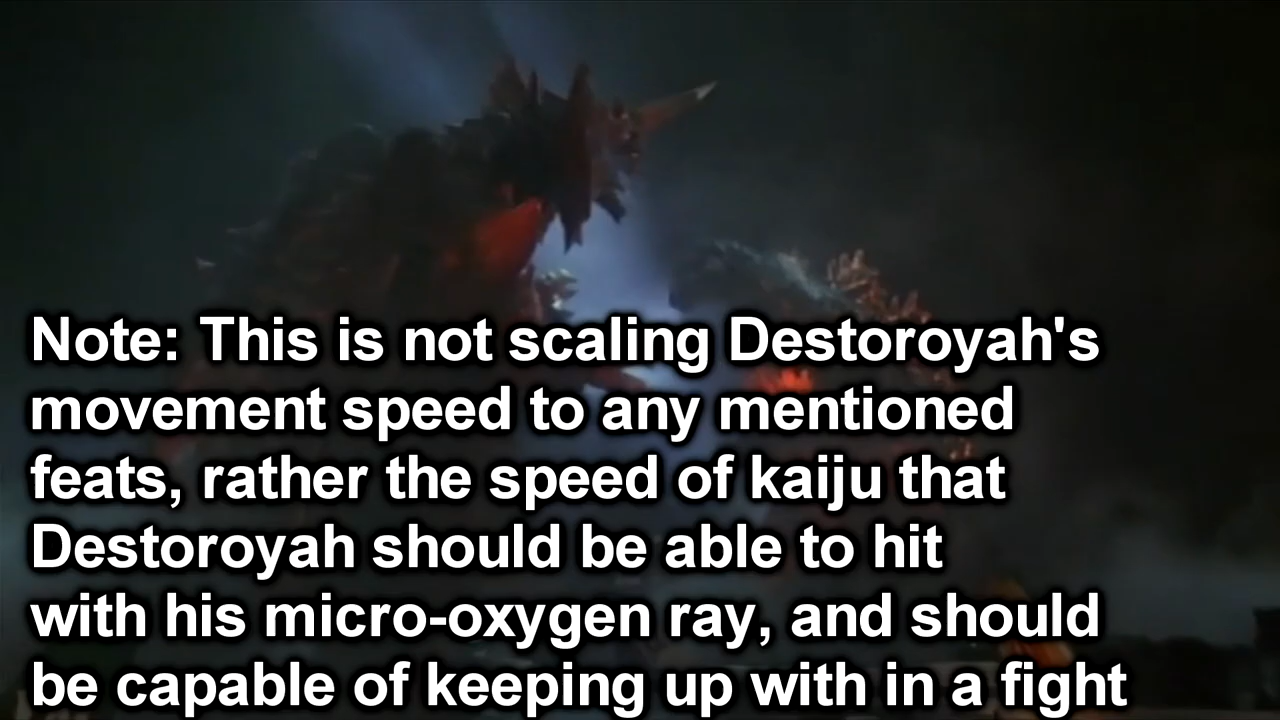 Note: This is not scaling Destoroyah's
movement speed to any mentioned
feats, rather the speed of kaiju that
Destoroyah should be able to hit
with his micro-oxygen ray, and should
be capable of keeping up with in a fight